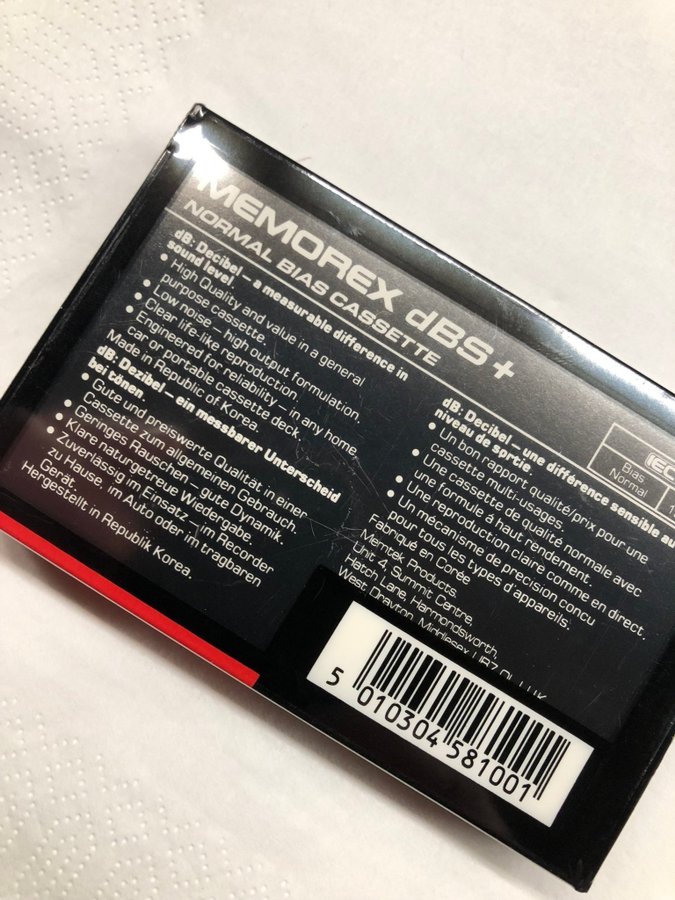 MEMOREX dBS+
NORMAL BIAS CASSETTE
dB: Decibel – a measurable difference in
sound level.
• High Quality and value in a general
purpose cassette.
• Low noise – high output formulation.
• Clear life-like reproduction.
• Engineered for reliability – in any home,
car or portable cassette deck.
Made in Republic of Korea.
dB: Dezibel – ein messbarer Unterscheid
bei tönen.
• Gute und preiswerte Qualität, in einer
Cassette zum allgemeinen Gebrauch.
• Geringes Rauschen – gute Dynamik.
• Klare naturgetreue Wiedergabe.
• Zuverlässig im Einsatz – im Recorder
zu Hause, im Auto oder im tragbaren
Gerät.
Hergestellt in Republik Korea.
IEC
Bias
Normal
dB: Decibel – une différence sensible au
niveau de sortie.
• Un bon rapport qualité/prix pour une
cassette multi, usages.
• Une cassette de qualité normale avec
une formule à haut rendement.
• Une reproduction claire comme en direct.
• Un mécanisme de precision concu
pour tous les types d'appareils.
Fabriqué en Corée
Memtek Products.
Unit 4, Summit Centre,
Hatch Lane, Harmondsworth,
West, Drayton, Middlesex UB7 UK
5 010304 581001